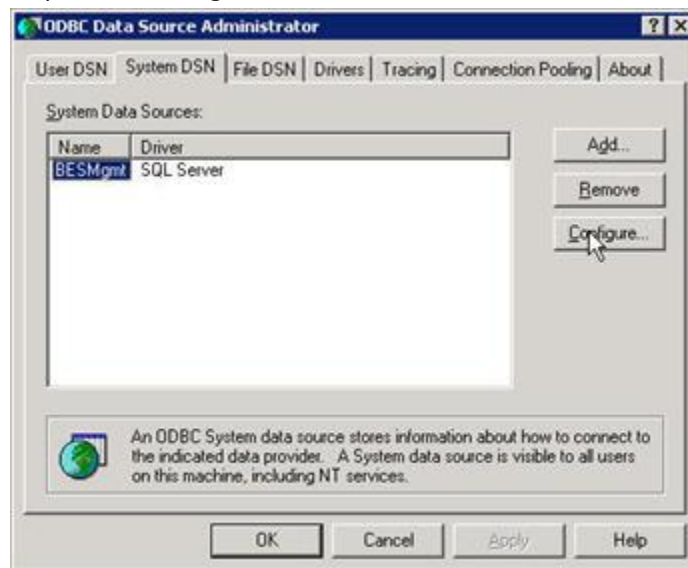 ODBC Data Source Administrator
User DSN System DSN File DSN Drivers Tracing Connection Pooling About
System Data Sources:
Name Driver
BESMgmt SQL Server
Add...
Remove
Configure...
An ODBC System data source stores information about how to connect to
the indicated data provider. A System data source is visible to all users
on this machine, including NT services.
OK Cancel Apply Help